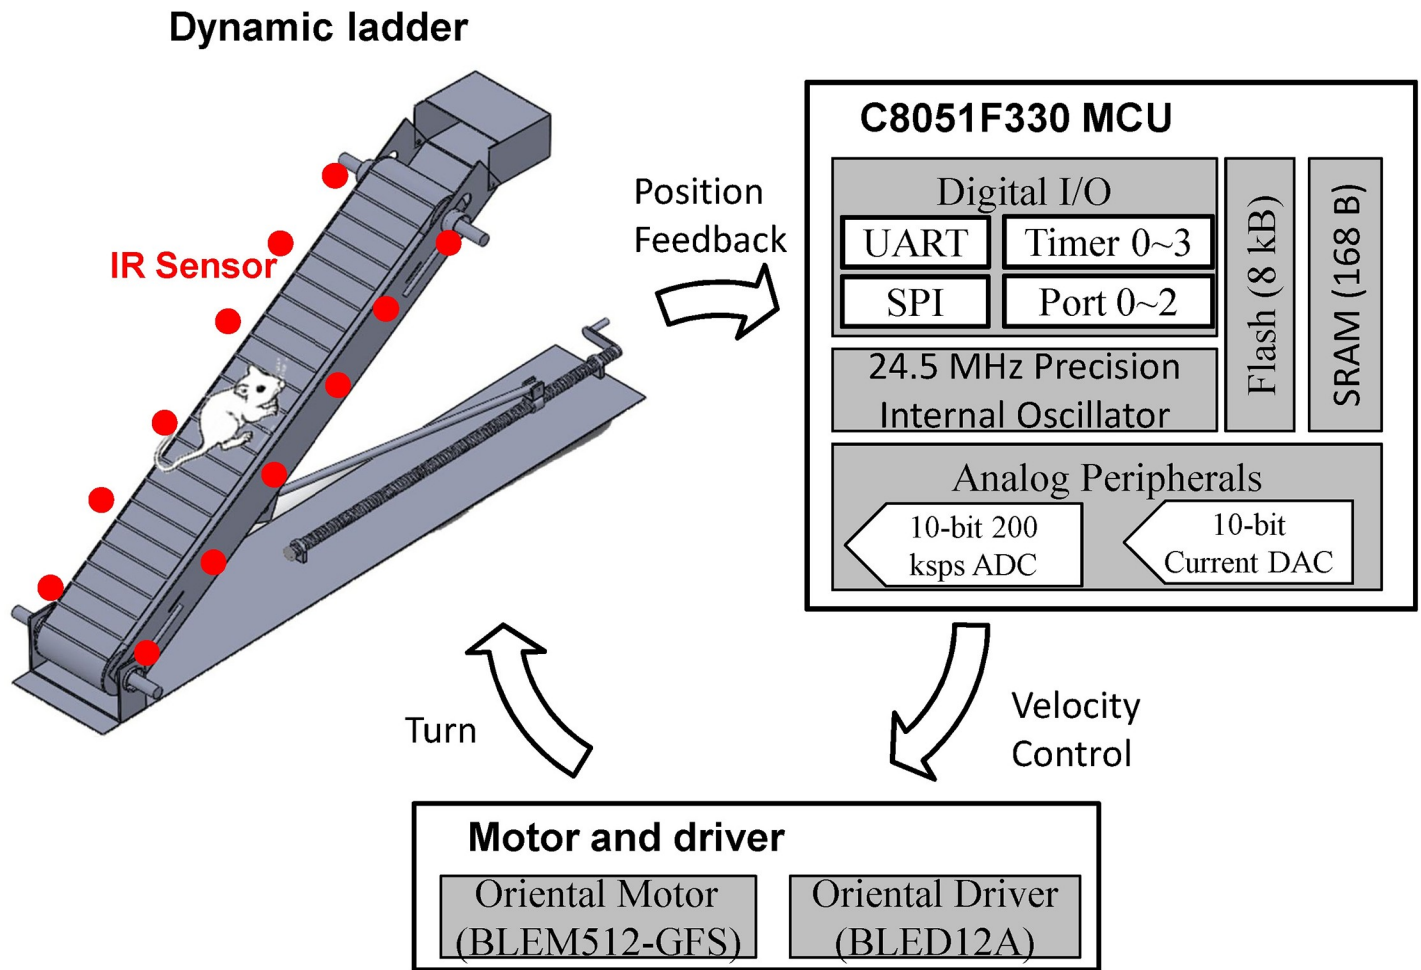 Dynamic ladder
IR Sensor
Position
Feedback
C8051F330 MCU
Digital I/O
UART
Timer 0~3
SPI
Port 0~2
24.5 MHz Precision
Internal Oscillator
Flash (8 kB)
SRAM (168 B)
Analog Peripherals
10-bit 200
ksps ADC
10-bit
Current DAC
Velocity
Control
Turn
Motor and driver
Oriental Motor
(BLEM512-GFS)
Oriental Driver
(BLED12A)